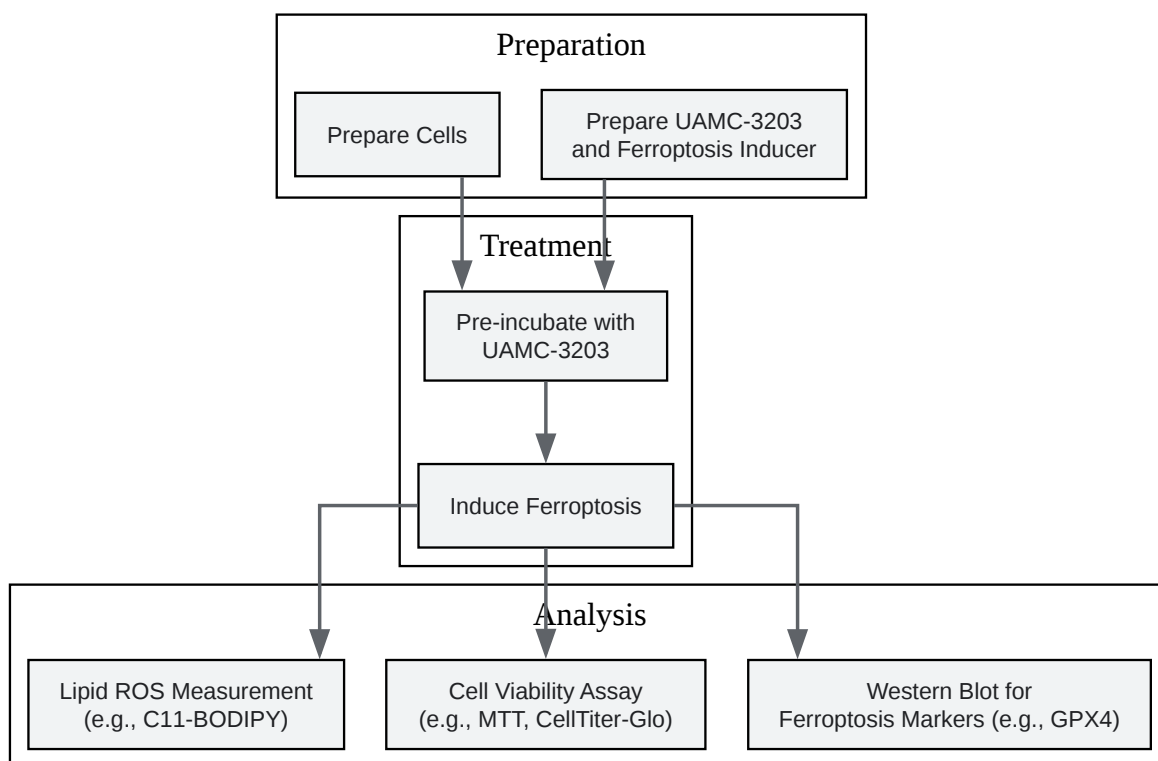 Preparation
Prepare Cells
Prepare UAMC-3203
and Ferroptosis Inducer
Treatment
Pre-incubate with
UAMC-3203
Induce Ferroptosis
Analysis
Lipid ROS Measurement
(e.g., C11-BODIPY)
Cell Viability Assay
(e.g., MTT, CellTiter-Glo)
Western Blot for
Ferroptosis Markers (e.g., GPX4)